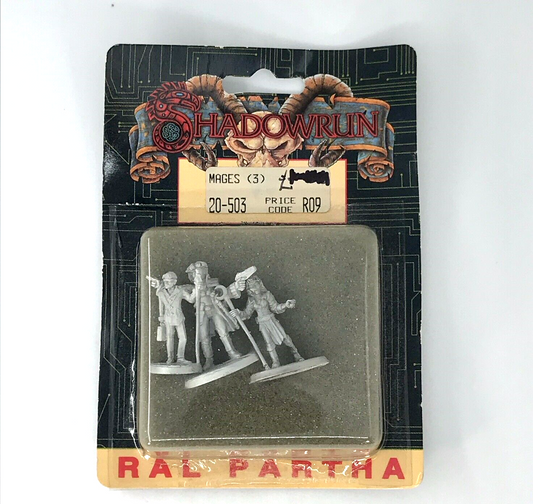 SHADOWRUN
MAGES (3) £
20-503 PRICE CODE R09
RAL PARTHA